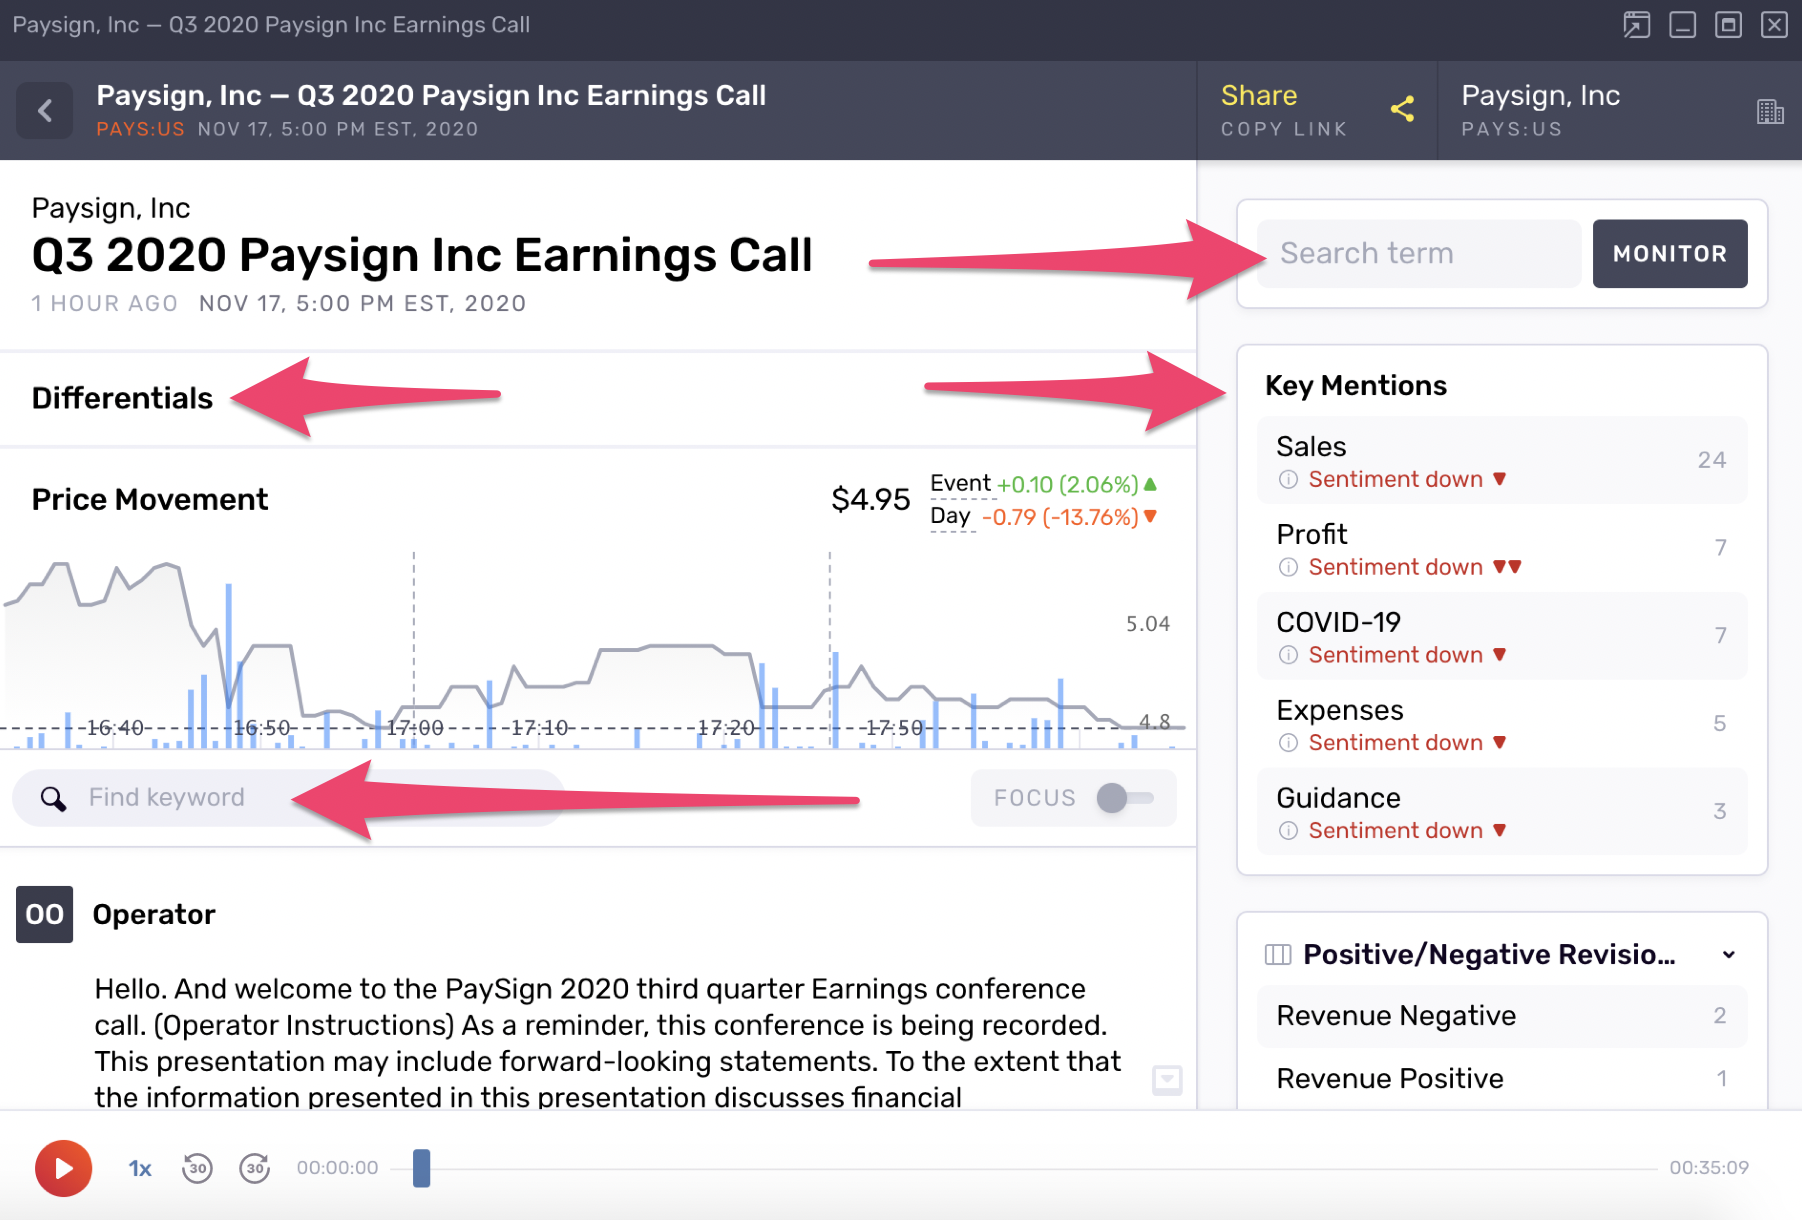 Paysign, Inc — Q3 2020 Paysign Inc Earnings Call
Paysign, Inc — Q3 2020 Paysign Inc Earnings Call
PAYS:US NOV 17, 5:00 PM EST, 2020
Share
COPY LINK
Paysign, Inc
PAYS:US
Paysign, Inc
Q3 2020 Paysign Inc Earnings Call
1 HOUR AGO NOV 17, 5:00 PM EST, 2020
Differentials
Price Movement
$4.95
Event +0.10 (2.06%)
Day -0.79 (-13.76%)
5.04
4.8
16:40 16:50 17:00 17:10 17:20 17:50
Find keyword
FOCUS
OO
Operator
Hello. And welcome to the PaySign 2020 third quarter Earnings conference
call. (Operator Instructions) As a reminder, this conference is being recorded.
This presentation may include forward-looking statements. To the extent that
the information presented in this presentation discusses financial
Search term
MONITOR
Key Mentions
Sales
24
Sentiment down
Profit
7
Sentiment down
COVID-19
7
Sentiment down
Expenses
5
Sentiment down
Guidance
3
Sentiment down
Positive/Negative Revisio...
Revenue Negative
2
Revenue Positive
1
1x
30
30
00:00:00
00:35:09